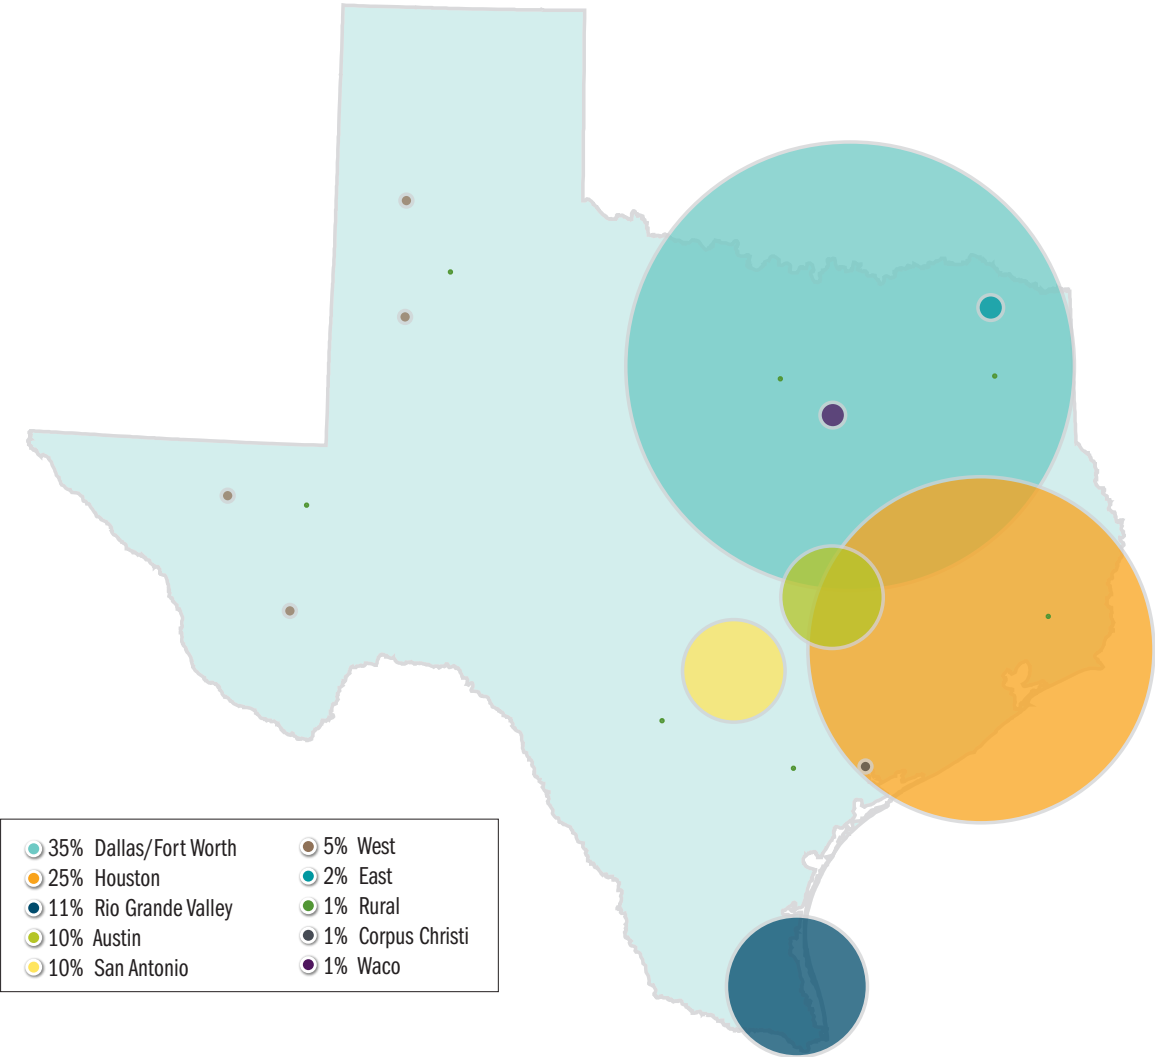 35% Dallas/Fort Worth
25% Houston
11% Rio Grande Valley
10% Austin
10% San Antonio
5% West
2% East
1% Rural
1% Corpus Christi
1% Waco